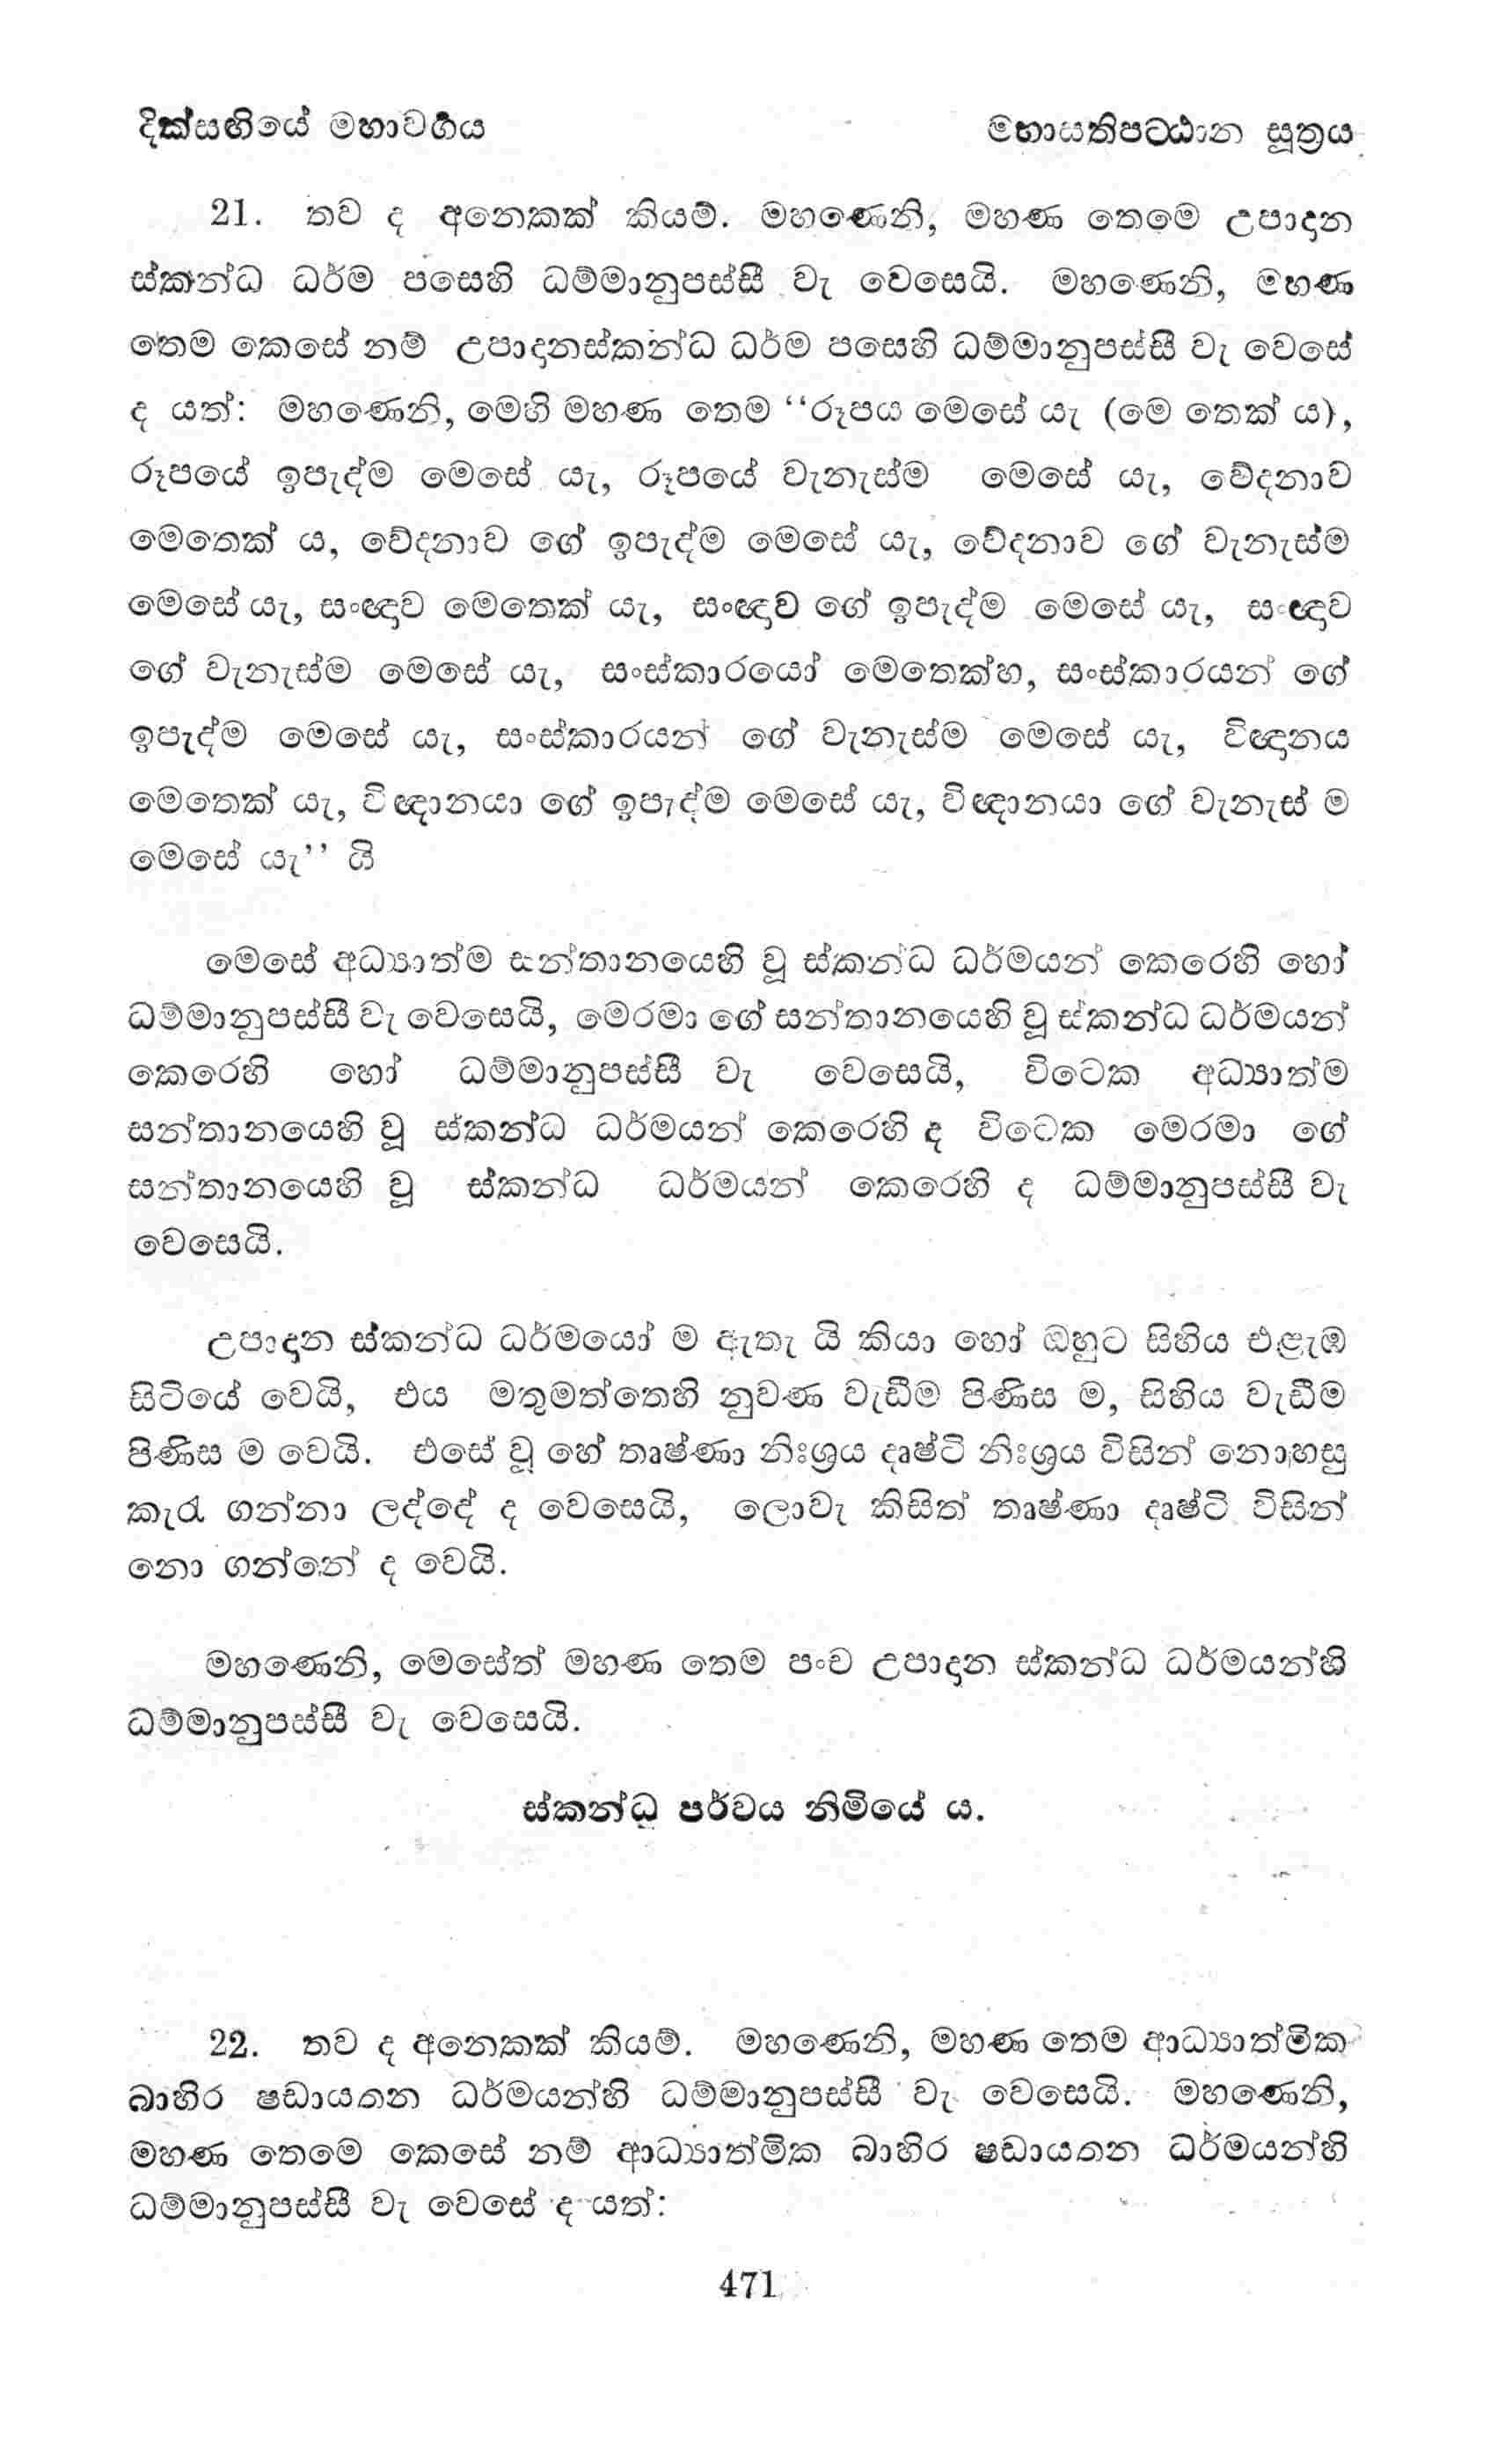 දික්සඟියේ මහාවර්‍ගය
මහාසතිපට්ඨාන සූත්‍රය
21. තව ද අනෙකක් කියම්. මහණෙනි, මහණ තෙමෙ උපාදාන
ස්කන්ධ ධර්ම පසෙහි ධම්මානුපස්සී වැ වෙසෙයි. මහණෙනි, මහණ
තෙම කෙසේ නම් උපාදානස්කන්ධ ධර්ම පසෙහි ධම්මානුපස්සී වැ වෙසේ
ද යත්: මහණෙනි, මෙහි මහණ තෙම “රූපය මෙසේ යැ (මෙ තෙක් ය),
රූපයේ ඉපැද්ම මෙසේ යැ, රූපයේ වැනැස්ම මෙසේ යැ, වේදනාව
මෙතෙක් ය, වේදනාව ගේ ඉපැද්ම මෙසේ යැ, වේදනාව ගේ වැනැස්ම
මෙසේ යැ, සංඥාව මෙතෙක් යැ, සංඥාව ගේ ඉපැද්ම මෙසේ යැ, සංඥාව
ගේ වැනැස්ම මෙසේ යැ, සංස්කාරයෝ මෙතෙක්හ, සංස්කාරයන් ගේ
ඉපැද්ම මෙසේ යැ, සංස්කාරයන් ගේ වැනැස්ම මෙසේ යැ, විඥානය
මෙතෙක් යැ, විඥානයා ගේ ඉපැද්ම මෙසේ යැ, විඥානයා ගේ වැනැස් ම
මෙසේ යැ’’ යි
මෙසේ අධ්‍යාත්ම සන්තානයෙහි වූ ස්කන්ධ ධර්මයන් කෙරෙහි හෝ
ධම්මානුපස්සී වැ වෙසෙයි, මෙරමා ගේ සන්තානයෙහි වූ ස්කන්ධ ධර්මයන්
කෙරෙහි හෝ ධම්මානුපස්සී වැ වෙසෙයි, විටෙක අධ්‍යාත්ම
සන්තානයෙහි වූ ස්කන්ධ ධර්මයන් කෙරෙහි ද විටෙක මෙරමා ගේ
සන්තානයෙහි වූ ස්කන්ධ ධර්මයන් කෙරෙහි ද ධම්මානුපස්සී වැ
වෙසෙයි.
උපාදාන ස්කන්ධ ධර්මයෝ ම ඇතැ යි කියා හෝ ඔහුට සිහිය එළැඹ
සිටියේ වෙයි, එය මතුමත්තෙහි නුවණ වැඩීම පිණිස ම, සිහිය වැඩීම
පිණිස ම වෙයි. එසේ වූ හේ තෘෂ්ණා නිඃශ්‍රය දෘෂ්ටි නිඃශ්‍රය විසින් නොහසු
කැරැ ගන්නා ලද්දේ ද වෙසෙයි, ලොවැ කිසිත් තෘෂ්ණා දෘෂ්ටි විසින්
නො ගන්නේ ද වෙයි.
මහණෙනි, මෙසේත් මහණ තෙම පංච උපාදාන ස්කන්ධ ධර්මයන්හි
ධම්මානුපස්සී වැ වෙසෙයි.
ස්කන්ධ පර්වය නිමියේ ය.
22. තව ද අනෙකක් කියම්. මහණෙනි, මහණ තෙම ආධ්‍යාත්මික
බාහිර ෂඩායතන ධර්මයන්හි ධම්මානුපස්සී වැ වෙසෙයි. මහණෙනි,
මහණ තෙමෙ කෙසේ නම් ආධ්‍යාත්මික බාහිර ෂඩායතන ධර්මයන්හි
ධම්මානුපස්සී වැ වෙසේ ද යත්:
471